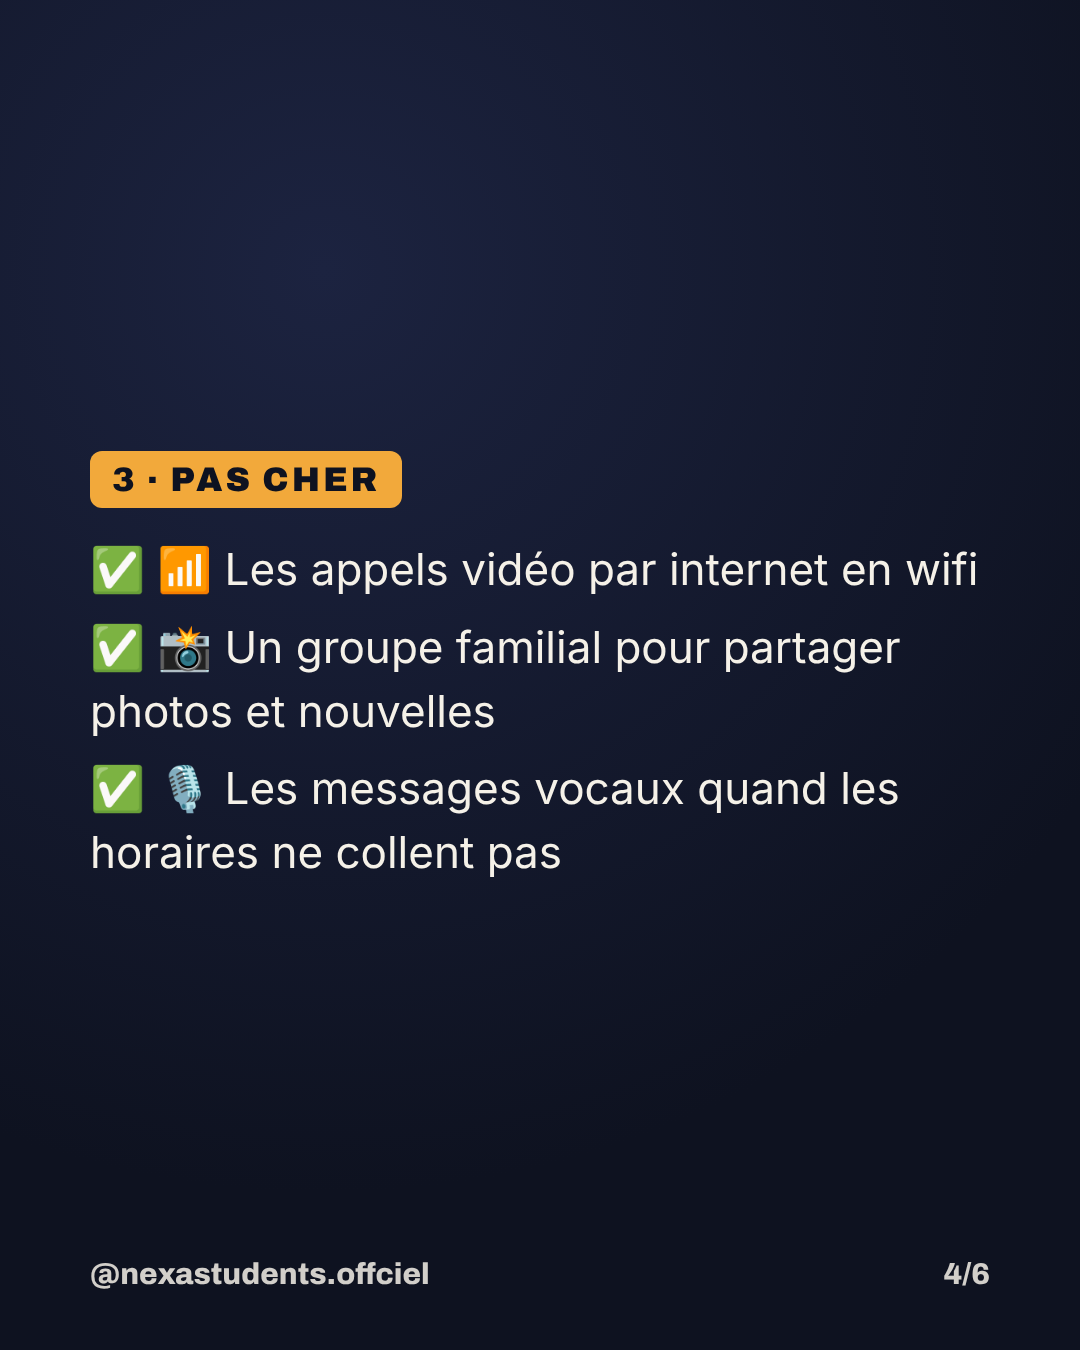 3 · PAS CHER
✅ 📶 Les appels vidéo par internet en wifi
✅ 📸 Un groupe familial pour partager
photos et nouvelles
✅ 🎙️ Les messages vocaux quand les
horaires ne collent pas
@nexastudents.offciel
4/6